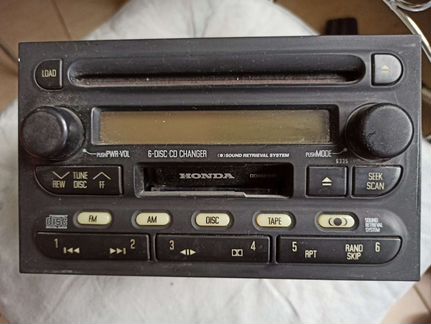 LOAD
PUSH PWR·VOL 6-DISC CD CHANGER (●) SOUND RETRIEVAL SYSTEM PUSH MODE
TUNE
REW DISC FF
HONDA
SEEK
SCAN
FM AM DISC TAPE SOUND
RETRIEVAL
SYSTEM
1 2 3 4 5 RPT RAND 6
SKIP